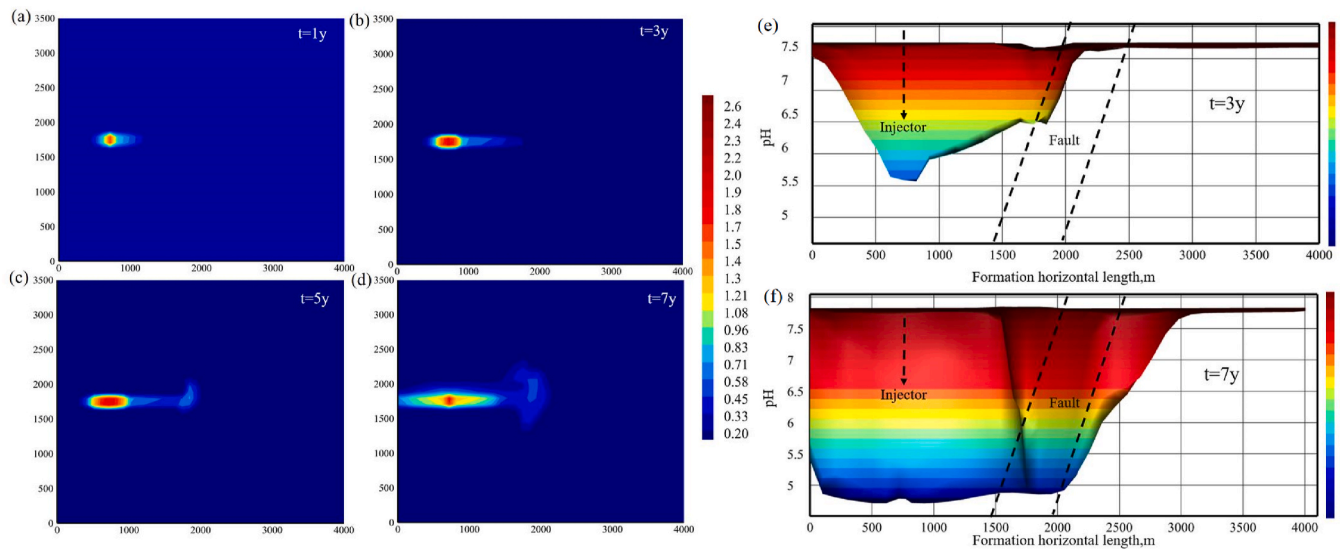 (a)
t=1y
3500
3000
2500
2000
1500
1000
500
0
0 1000 2000 3000 4000
(b)
t=3y
3500
3000
2500
2000
1500
1000
500
0
0 1000 2000 3000 4000
(c)
t=5y
3500
3000
2500
2000
1500
1000
500
0
0 1000 2000 3000 4000
(d)
t=7y
3500
3000
2500
2000
1500
1000
500
0
0 1000 2000 3000 4000
2.6
2.4
2.3
2.1
1.9
1.8
1.7
1.5
1.4
1.3
1.21
1.08
0.96
0.83
0.71
0.58
0.45
0.33
0.20
(e)
7.5
7
6.5
6
5.5
5
pH
Injector
Fault
t=3y
0 500 1000 1500 2000 2500 3000 3500 4000
Formation horizontal length,m
(f)
8
7.5
7
6.5
6
5.5
5
pH
Injector
Fault
t=7y
0 500 1000 1500 2000 2500 3000 3500 4000
Formation horizontal length,m